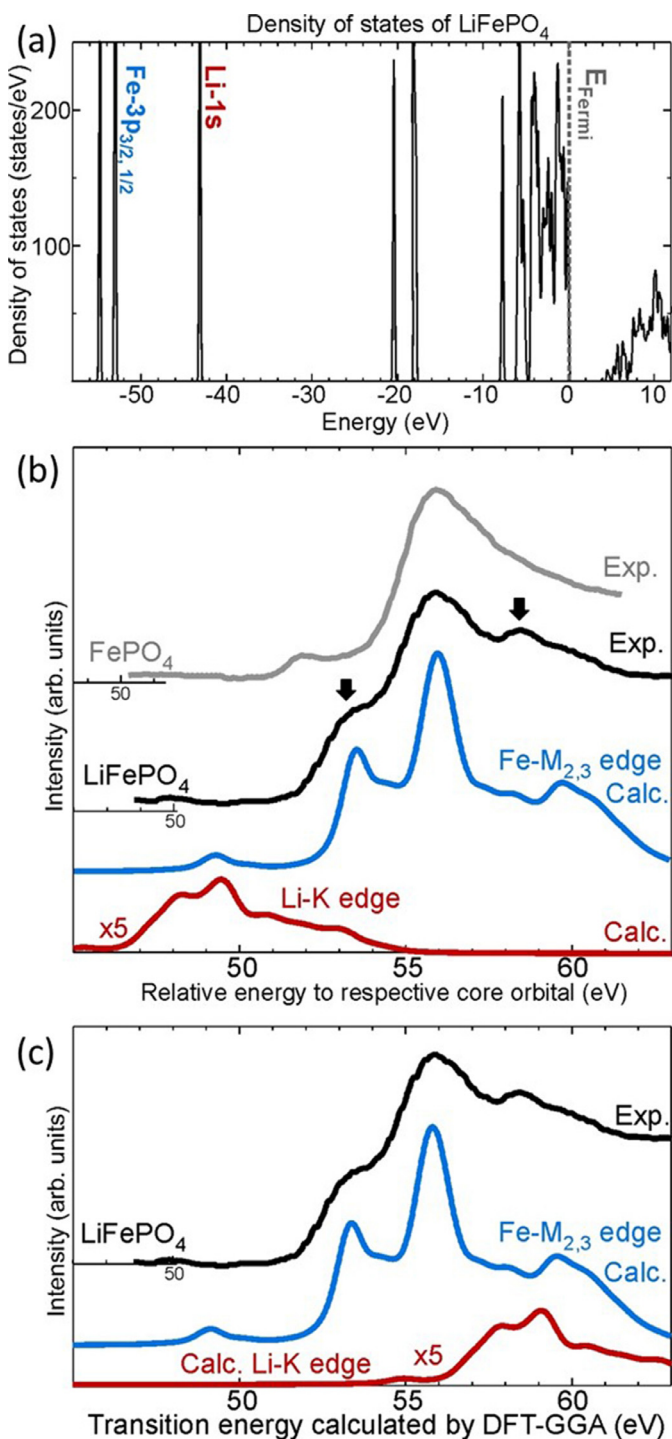 (a)
Density of states of LiFePO4
Density of states (states/eV)
200
100
Fe-3p3/2, 1/2
Li-1s
EFermi
-50
-40
-30
-20
-10
0
10
Energy (eV)
(b)
Intensity (arb. units)
Exp.
FePO4
50
Exp.
LiFePO4
50
Fe-M2,3 edge
Calc.
Li-K edge
x5
Calc.
50
55
60
Relative energy to respective core orbital (eV)
(c)
Intensity (arb. units)
Exp.
LiFePO4
50
Fe-M2,3 edge
Calc.
Calc. Li-K edge
x5
50
55
60
Transition energy calculated by DFT-GGA (eV)